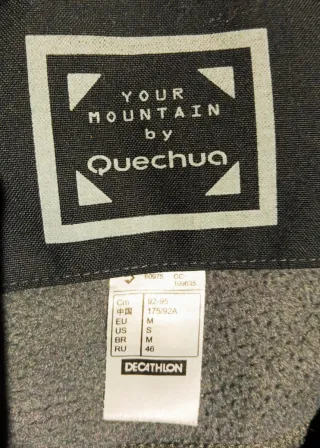 YOUR
MOUNTAIN
by
Quechua
Cm 92-95
中国 175/92A
EU M
US S
BR M
RU 46
DECATHLON